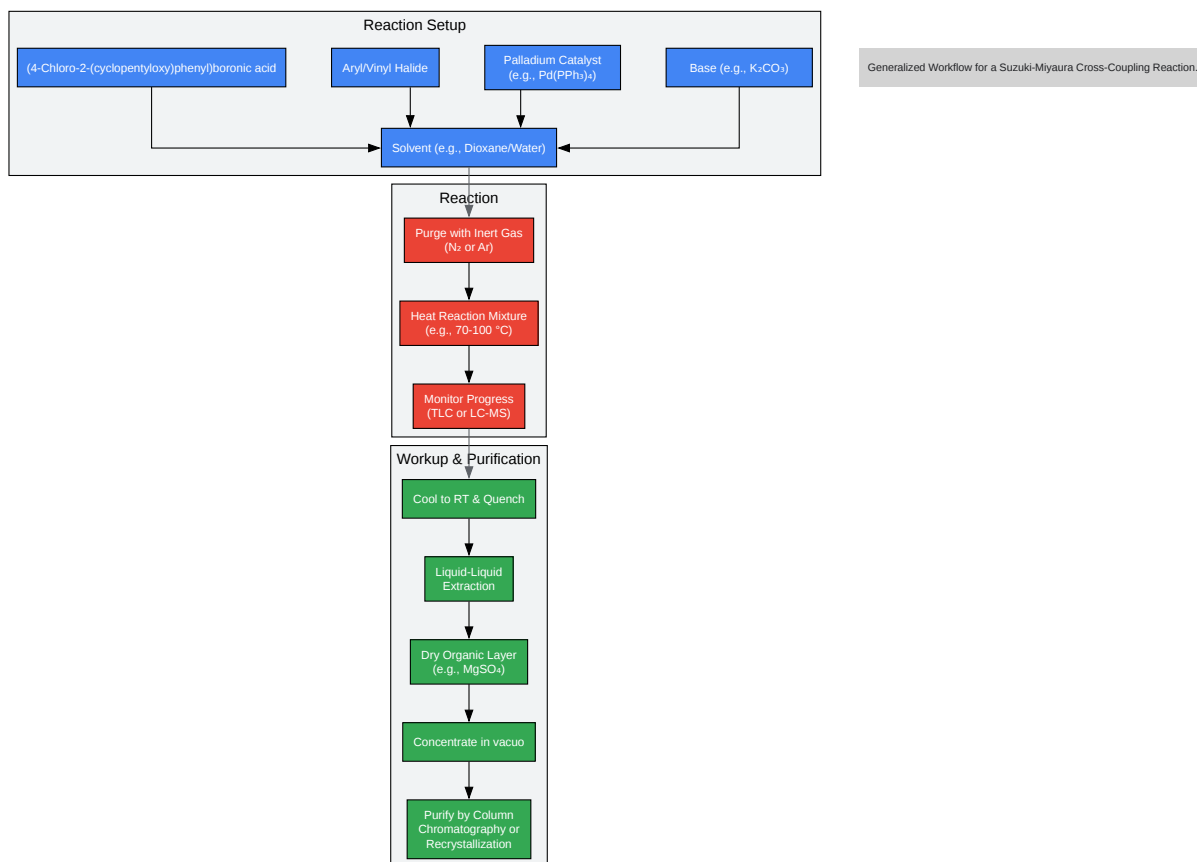 Reaction Setup
(4-Chloro-2-(cyclopentyloxy)phenyl)boronic acid
Aryl/Vinyl Halide
Palladium Catalyst
(e.g., Pd(PPh₃)₄)
Base (e.g., K₂CO₃)
Generalized Workflow for a Suzuki-Miyaura Cross-Coupling Reaction.
Solvent (e.g., Dioxane/Water)
Reaction
Purge with Inert Gas
(N₂ or Ar)
Heat Reaction Mixture
(e.g., 70-100 °C)
Monitor Progress
(TLC or LC-MS)
Workup & Purification
Cool to RT & Quench
Liquid-Liquid
Extraction
Dry Organic Layer
(e.g., MgSO₄)
Concentrate in vacuo
Purify by Column
Chromatography or
Recrystallization